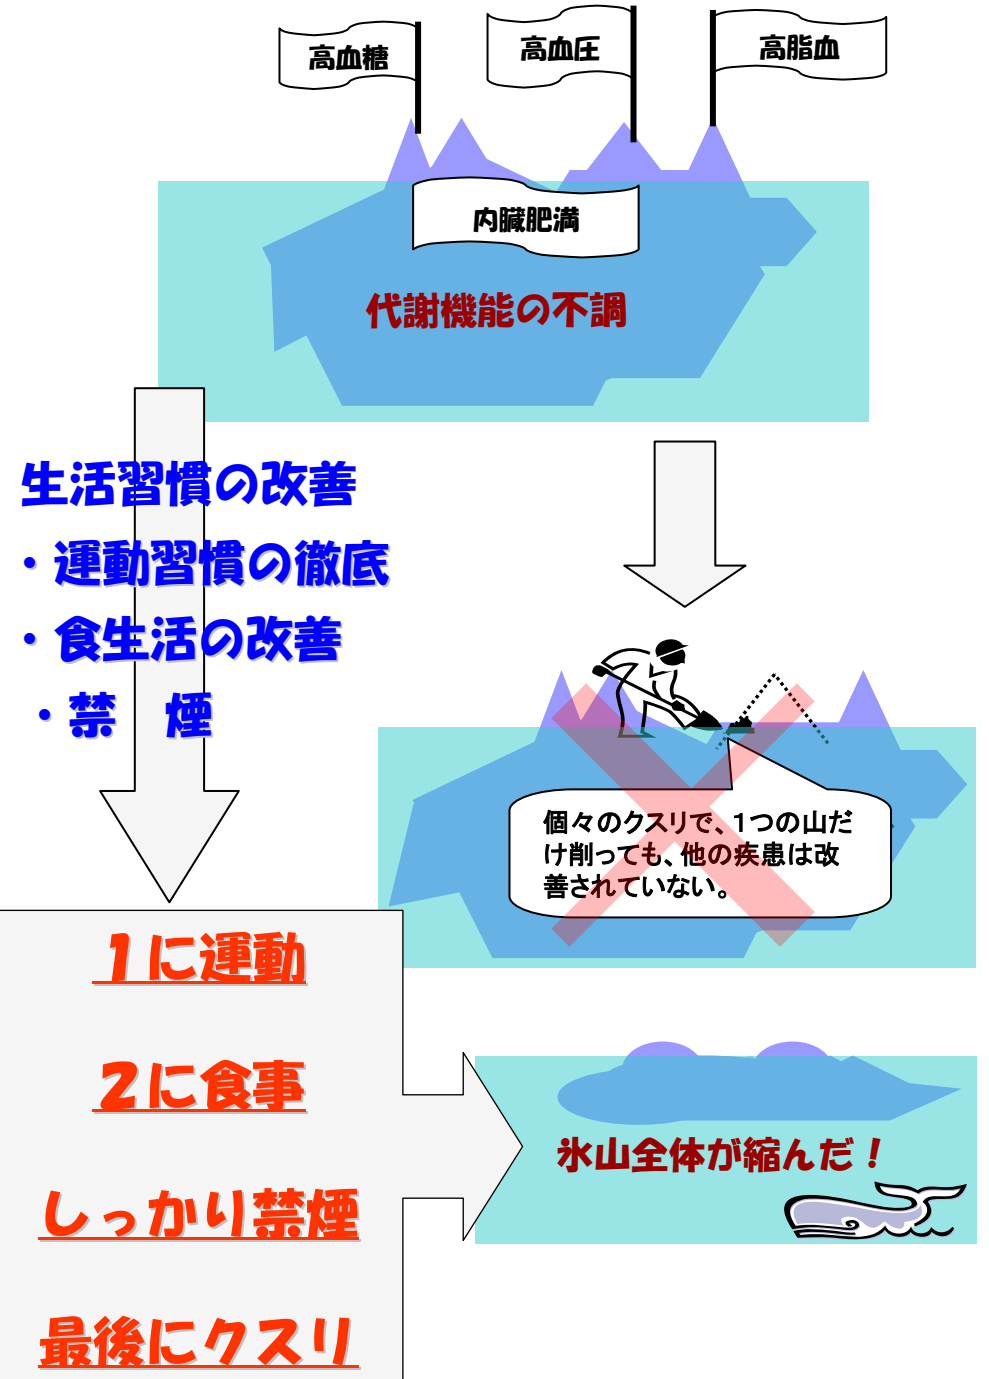 高血糖
高血圧
高脂血
内臓肥満
代謝機能の不調
生活習慣の改善
・運動習慣の徹底
・食生活の改善
・禁　煙
個々のクスリで、１つの山だ
け削っても、他の疾患は改
善されていない。
１に運動
２に食事
しっかり禁煙
最後にクスリ
氷山全体が縮んだ！